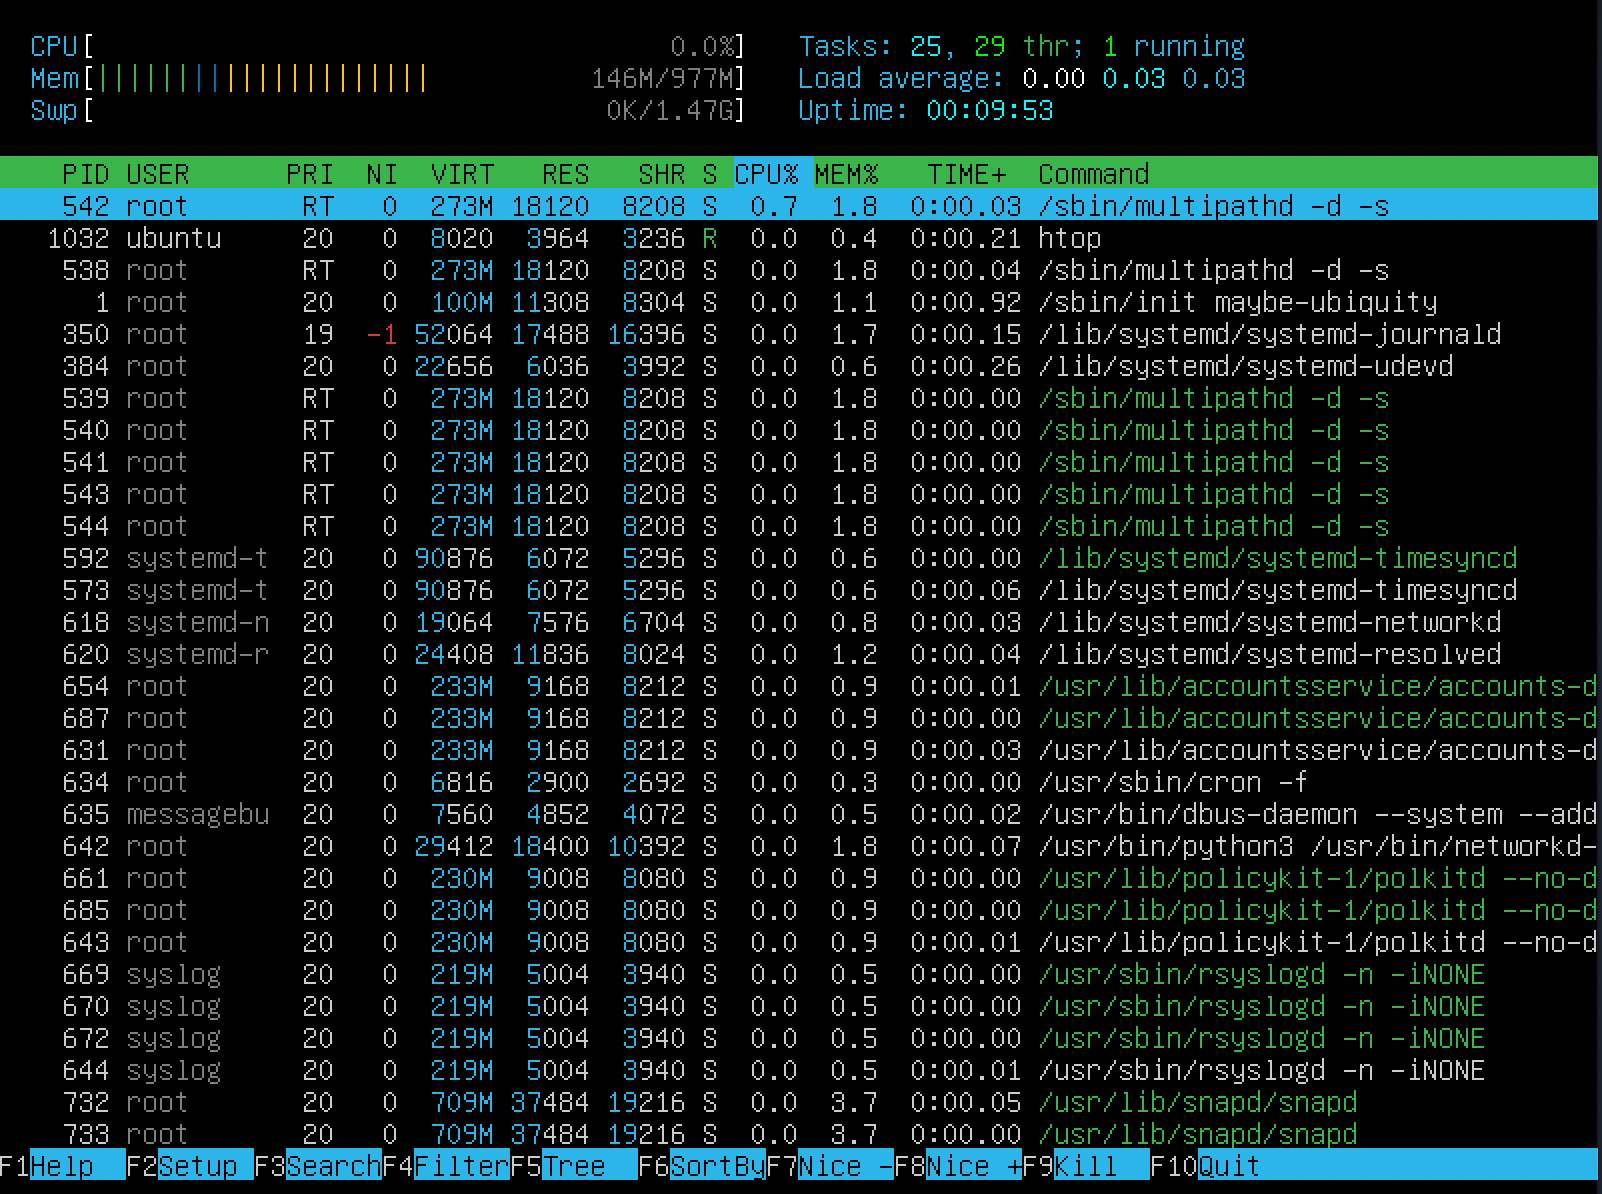 CPU[ 0.0%] Tasks: 25, 29 thr; 1 running
Mem[||||||||||||||||||||| 146M/977M] Load average: 0.00 0.03 0.03
Swp[ 0K/1.47G] Uptime: 00:09:53
PID USER PRI NI VIRT RES SHR S CPU% MEM% TIME+ Command
542 root RT 0 273M 18120 8208 S 0.7 1.8 0:00.03 /sbin/multipathd -d -s
1032 ubuntu 20 0 8020 3964 3236 R 0.0 0.4 0:00.21 htop
538 root RT 0 273M 18120 8208 S 0.0 1.8 0:00.04 /sbin/multipathd -d -s
1 root 20 0 100M 11308 8304 S 0.0 1.1 0:00.92 /sbin/init maybe-ubiquity
350 root 19 -1 52064 17488 16396 S 0.0 1.7 0:00.15 /lib/systemd/systemd-journald
384 root 20 0 22656 6036 3992 S 0.0 0.6 0:00.26 /lib/systemd/systemd-udevd
539 root RT 0 273M 18120 8208 S 0.0 1.8 0:00.00 /sbin/multipathd -d -s
540 root RT 0 273M 18120 8208 S 0.0 1.8 0:00.00 /sbin/multipathd -d -s
541 root RT 0 273M 18120 8208 S 0.0 1.8 0:00.00 /sbin/multipathd -d -s
543 root RT 0 273M 18120 8208 S 0.0 1.8 0:00.00 /sbin/multipathd -d -s
544 root RT 0 273M 18120 8208 S 0.0 1.8 0:00.00 /sbin/multipathd -d -s
592 systemd-t 20 0 90876 6072 5296 S 0.0 0.6 0:00.00 /lib/systemd/systemd-timesyncd
573 systemd-t 20 0 90876 6072 5296 S 0.0 0.6 0:00.06 /lib/systemd/systemd-timesyncd
618 systemd-n 20 0 19064 7576 6704 S 0.0 0.8 0:00.03 /lib/systemd/systemd-networkd
620 systemd-r 20 0 24408 11836 8024 S 0.0 1.2 0:00.04 /lib/systemd/systemd-resolved
654 root 20 0 233M 9168 8212 S 0.0 0.9 0:00.01 /usr/lib/accountsservice/accounts-d
687 root 20 0 233M 9168 8212 S 0.0 0.9 0:00.00 /usr/lib/accountsservice/accounts-d
631 root 20 0 233M 9168 8212 S 0.0 0.9 0:00.03 /usr/lib/accountsservice/accounts-d
634 root 20 0 6816 2900 2692 S 0.0 0.3 0:00.00 /usr/sbin/cron -f
635 messagebu 20 0 7560 4852 4072 S 0.0 0.5 0:00.02 /usr/bin/dbus-daemon --system --add
642 root 20 0 29412 18400 10392 S 0.0 1.8 0:00.07 /usr/bin/python3 /usr/bin/networkd-
661 root 20 0 230M 9008 8080 S 0.0 0.9 0:00.00 /usr/lib/policykit-1/polkitd --no-d
685 root 20 0 230M 9008 8080 S 0.0 0.9 0:00.00 /usr/lib/policykit-1/polkitd --no-d
643 root 20 0 230M 9008 8080 S 0.0 0.9 0:00.01 /usr/lib/policykit-1/polkitd --no-d
669 syslog 20 0 219M 5004 3940 S 0.0 0.5 0:00.00 /usr/sbin/rsyslogd -n -iNONE
670 syslog 20 0 219M 5004 3940 S 0.0 0.5 0:00.00 /usr/sbin/rsyslogd -n -iNONE
672 syslog 20 0 219M 5004 3940 S 0.0 0.5 0:00.00 /usr/sbin/rsyslogd -n -iNONE
644 syslog 20 0 219M 5004 3940 S 0.0 0.5 0:00.01 /usr/sbin/rsyslogd -n -iNONE
732 root 20 0 709M 37484 19216 S 0.0 3.7 0:00.05 /usr/lib/snapd/snapd
733 root 20 0 709M 37484 19216 S 0.0 3.7 0:00.00 /usr/lib/snapd/snapd
F1Help F2Setup F3SearchF4FilterF5Tree F6SortByF7Nice -F8Nice +F9Kill F10Quit